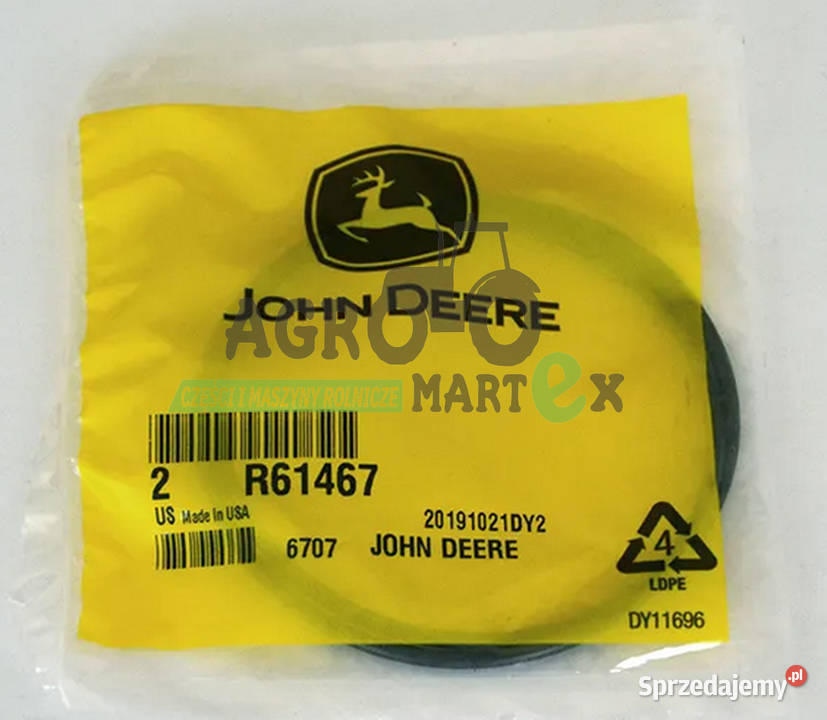 JOHN DEERE
AGRO
CZĘŚCI I MASZYNY ROLNICZE MARTEX
2 R61467
US Made in USA
20191021DY2
6707 JOHN DEERE
4
LDPE
DY11696
Sprzedajemy.pl